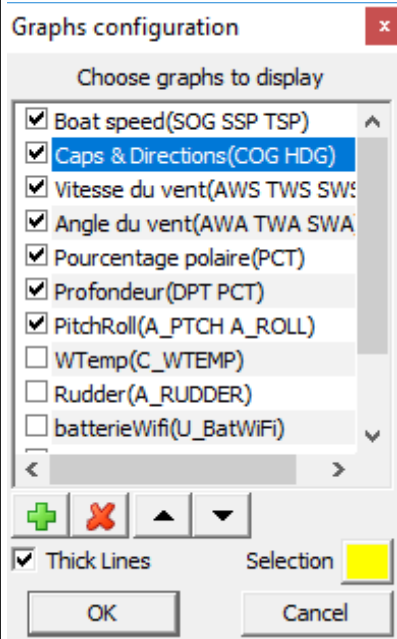 Graphs configuration
Choose graphs to display
Boat speed(SOG SSP TSP)
Caps & Directions(COG HDG)
Vitesse du vent(AWS TWS SWS
Angle du vent(AWA TWA SWA
Pourcentage polaire(PCT)
Profondeur(DPT PCT)
PitchRoll(A_PTCH A_ROLL)
WTemp(C_WTEMP)
Rudder(A_RUDDER)
batterieWifi(U_BatWiFi)
Thick Lines Selection
OK Cancel